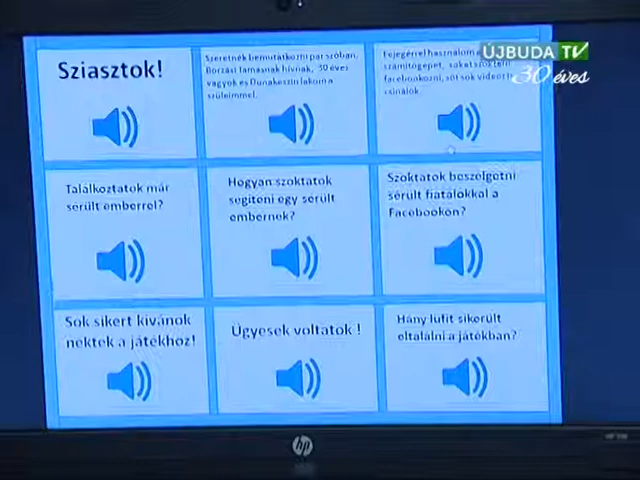 ÚJBUDA TV
30 éves
Sziasztok!
Szeretnék bemutatkozni pár szóban,
Borzási Tamásnak hívnak, 30 éves
vagyok és Dunakeszin lakom a
szüleimmel.
Fejegérrel használom
számítógépet, sokat szoktam
facebookozni, sőt sok videót
csinálok.
Találkoztatok már
sérült emberrel?
Hogyan szoktatok
segíteni egy sérült
embernek?
Szoktatok beszélgetni
sérült fiatalokkal a
Facebookon?
Sok sikert kívánok
nektek a játékhoz!
Ügyesek voltatok !
Hány lufit sikerült
eltalálni a játékban?
hp